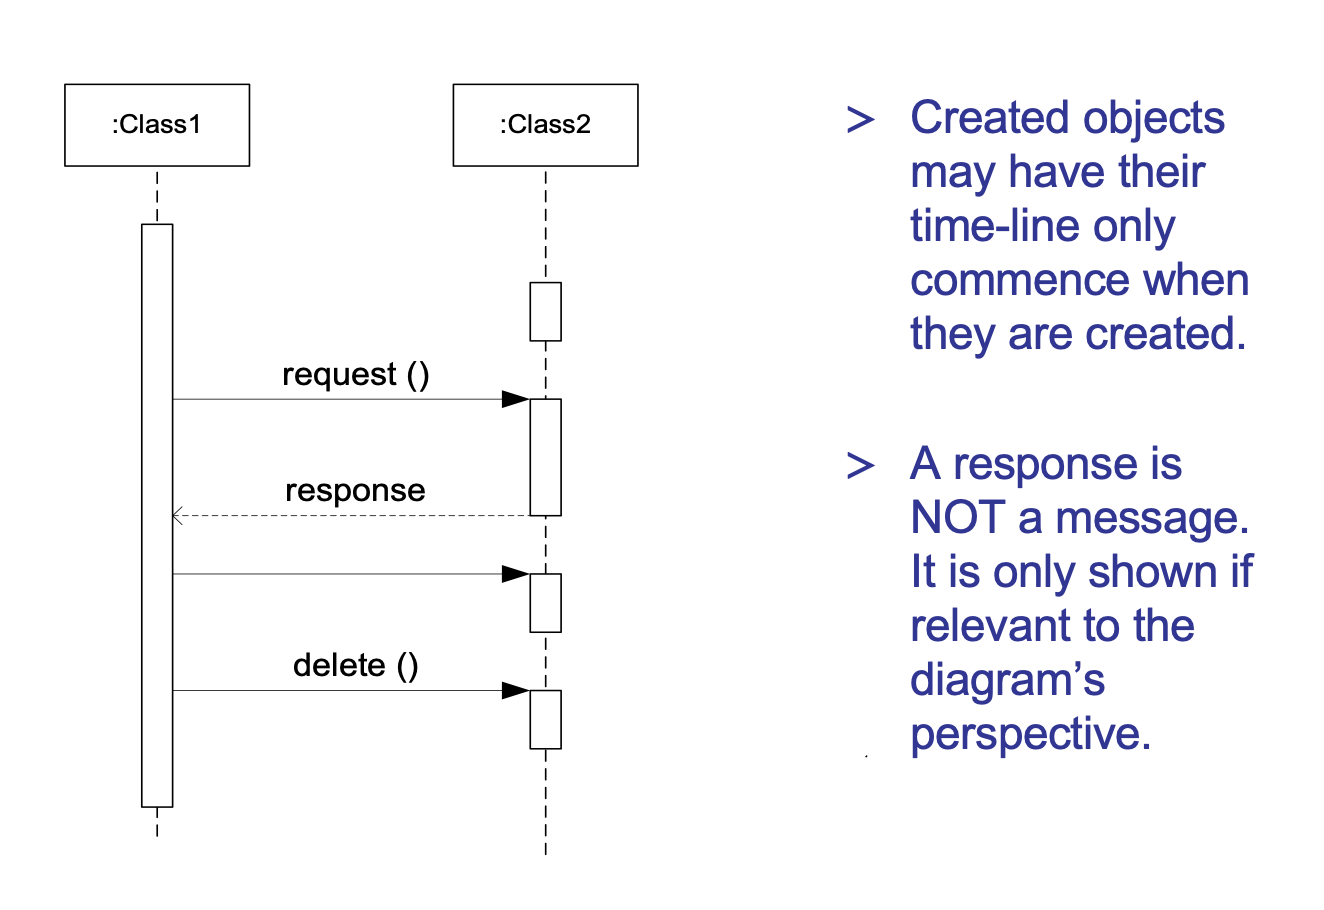 :Class1
:Class2
request ()
response
delete ()
> Created objects
may have their
time-line only
commence when
they are created.
> A response is
NOT a message.
It is only shown if
relevant to the
diagram’s
perspective.